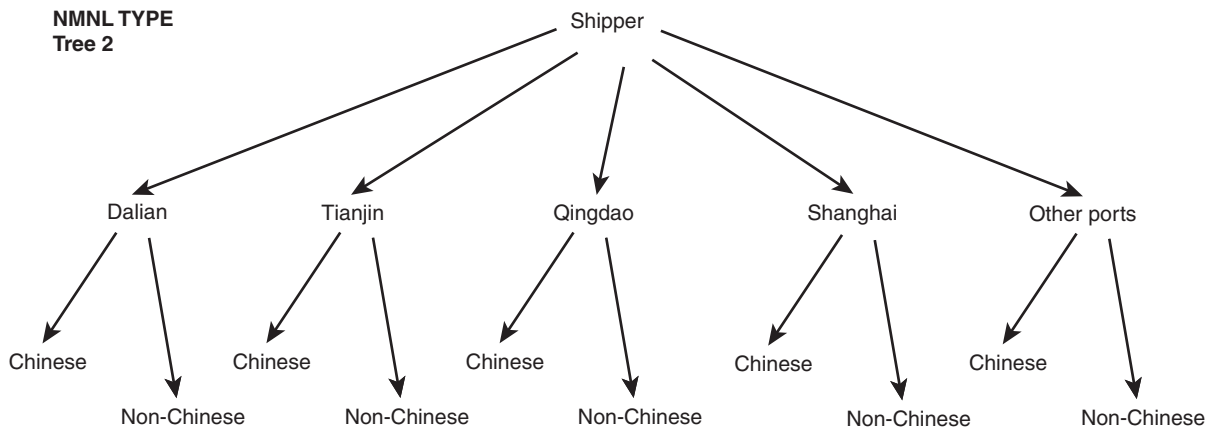 NMNL TYPE
Tree 2
Shipper
Dalian Tianjin Qingdao Shanghai Other ports
Chinese Chinese Chinese Chinese Chinese
Non-Chinese Non-Chinese Non-Chinese Non-Chinese Non-Chinese